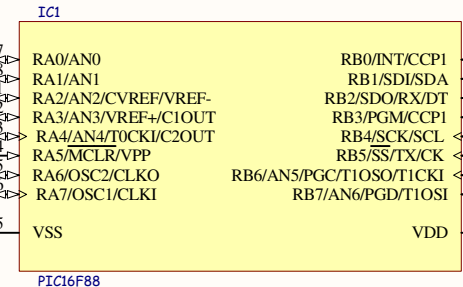 IC1
RA0/AN0 RB0/INT/CCP1
RA1/AN1 RB1/SDI/SDA
RA2/AN2/CVREF/VREF- RB2/SDO/RX/DT
RA3/AN3/VREF+/C1OUT RB3/PGM/CCP1
RA4/AN4/T0CKI/C2OUT RB4/SCK/SCL
RA5/MCLR/VPP RB5/SS/TX/CK
RA6/OSC2/CLKO RB6/AN5/PGC/T1OSO/T1CKI
RA7/OSC1/CLKI RB7/AN6/PGD/T1OSI
VSS VDD
PIC16F88